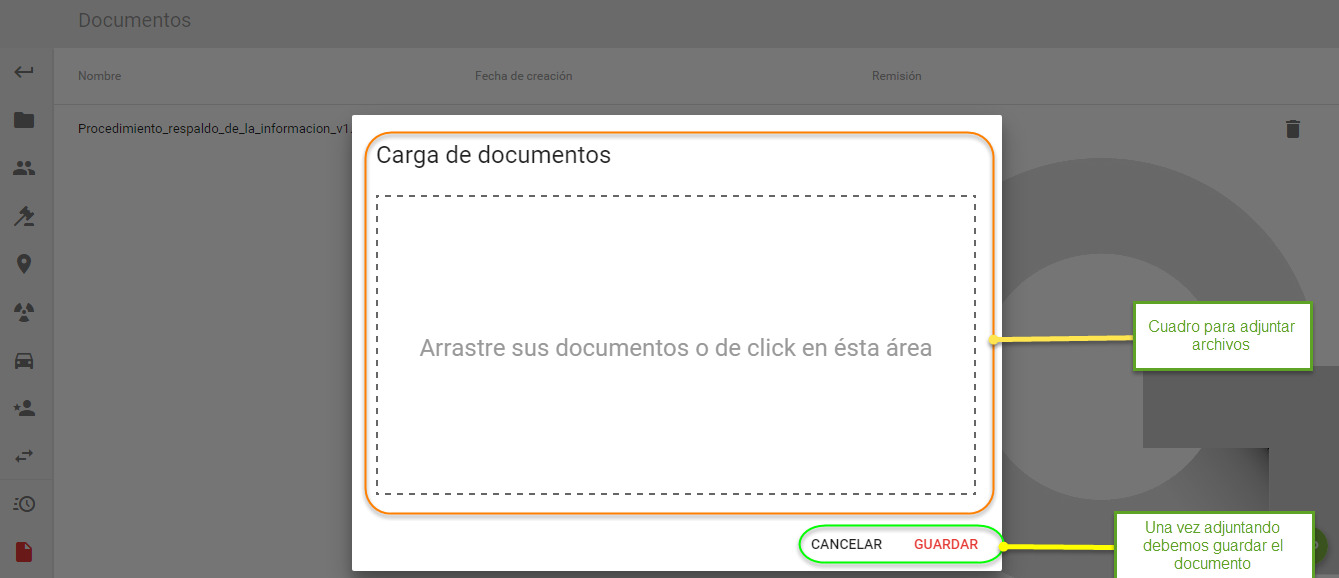 Documentos
Nombre Fecha de creación Remisión
Procedimiento_respaldo_de_la_informacion_v1.
Carga de documentos
Arrastre sus documentos o de click en ésta área
Cuadro para adjuntar
archivos
CANCELAR GUARDAR
Una vez adjuntando
debemos guardar el
documento